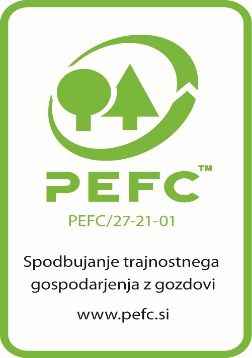 PEFC™
PEFC/27-21-01
Spodbujanje trajnostnega
gospodarjenja z gozdovi
www.pefc.si